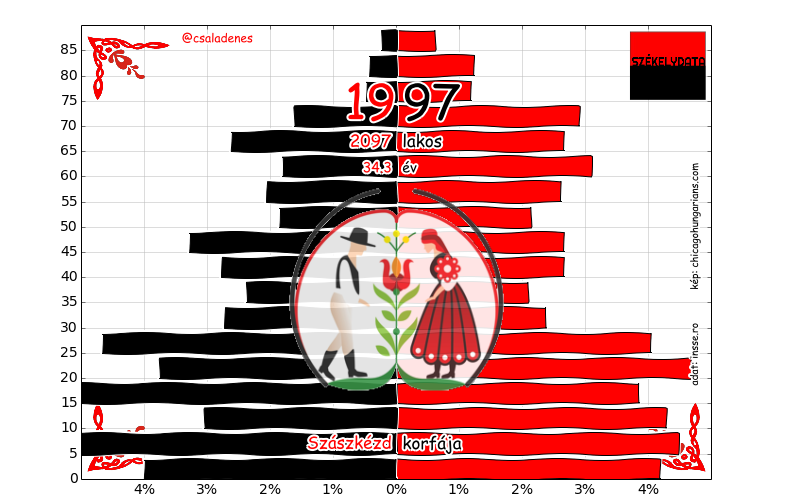 @csaladenes
SZÉKELYDATA
1997
2097 lakos
34.3 év
kép: chicagohungarians.com
adat: insse.ro
Szászkézd korfája
85
80
75
70
65
60
55
50
45
40
35
30
25
20
15
10
5
0
4% 3% 2% 1% 0% 1% 2% 3% 4%